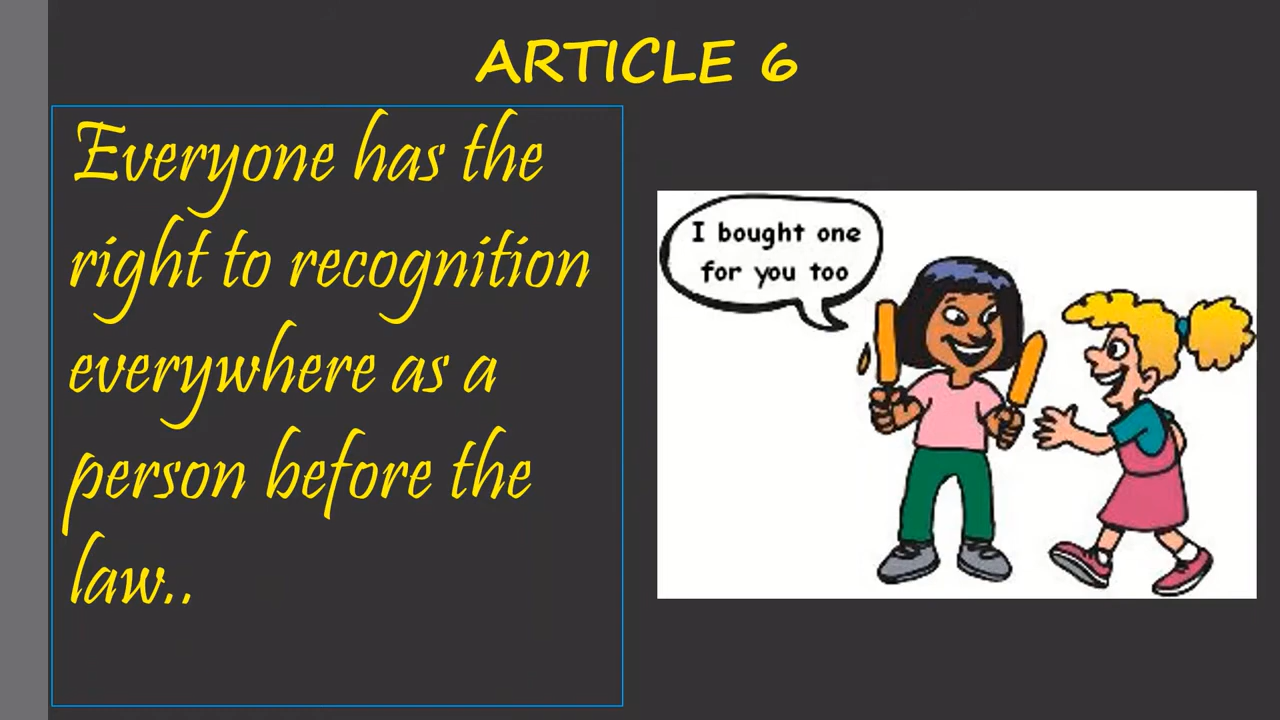 ARTICLE 6
Everyone has the
right to recognition
everywhere as a
person before the
law..
I bought one
for you too